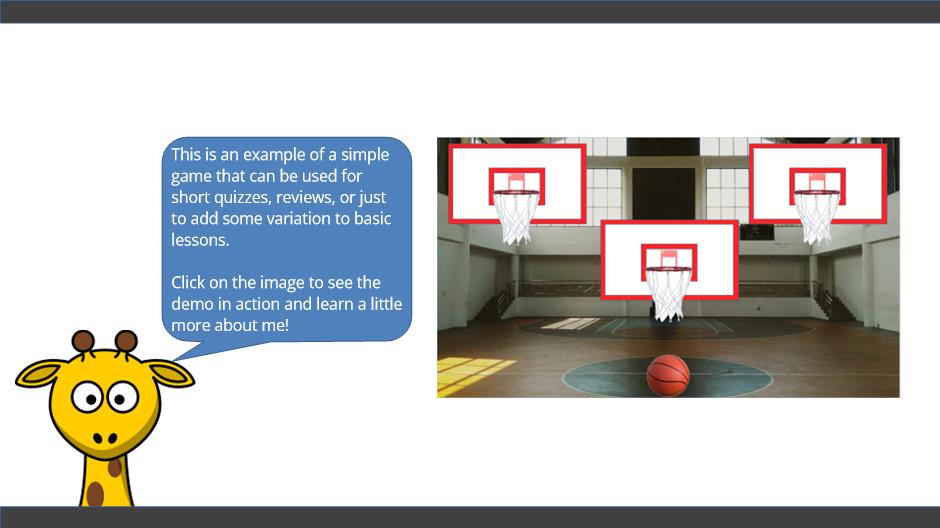 This is an example of a simple
game that can be used for
short quizzes, reviews, or just
to add some variation to basic
lessons.
Click on the image to see the
demo in action and learn a little
more about me!